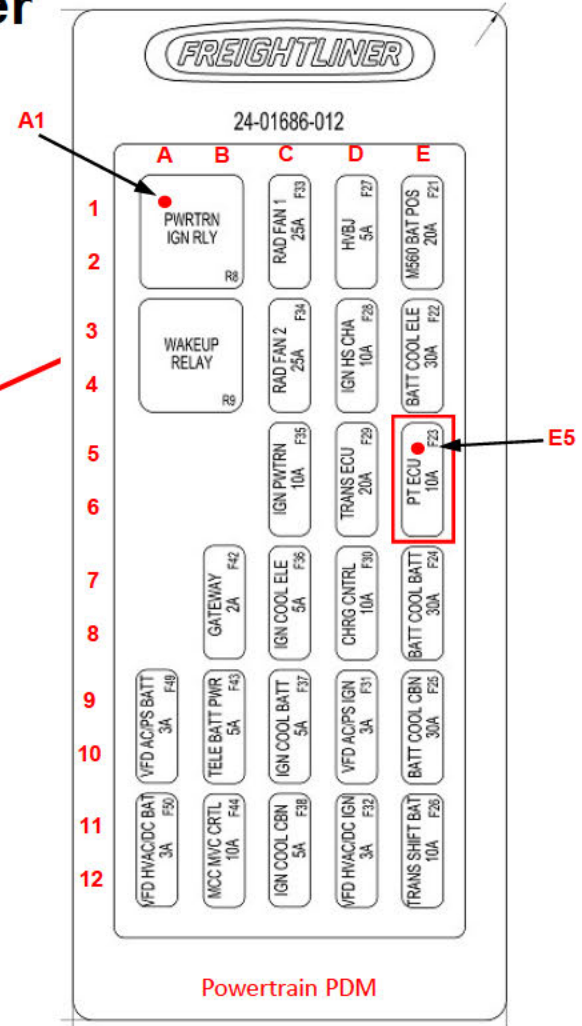 er
FREIGHTLINER
24-01686-012
A1
A B C D E
1
2
3
4
5
6
7
8
9
10
11
12
PWRTRN
IGN RLY
R8
RAD FAN 1
25A
F33
HVBJ
5A
F27
M560 BAT POS
20A
F21
WAKEUP
RELAY
R9
RAD FAN 2
25A
F34
IGN HS CHA
10A
F28
BATT COOL ELE
30A
F22
IGN PWTRN
10A
F35
TRANS ECU
20A
F29
PT ECU
10A
F23
E5
GATEWAY
2A
F42
IGN COOL ELE
5A
F36
CHRG CNTRL
10A
F30
BATT COOL BATT
30A
F24
VFD AC/PS BATT
3A
F49
TELE BATT PWR
5A
F43
IGN COOL BATT
5A
F37
VFD AC/PS IGN
3A
F31
BATT COOL CBN
30A
F25
VFD HVAC/DC BAT
3A
F50
MCC MVC CRTL
10A
F44
IGN COOL CBN
5A
F38
VFD HVAC/DC IGN
3A
F32
TRANS SHIFT BAT
10A
F26
Powertrain PDM